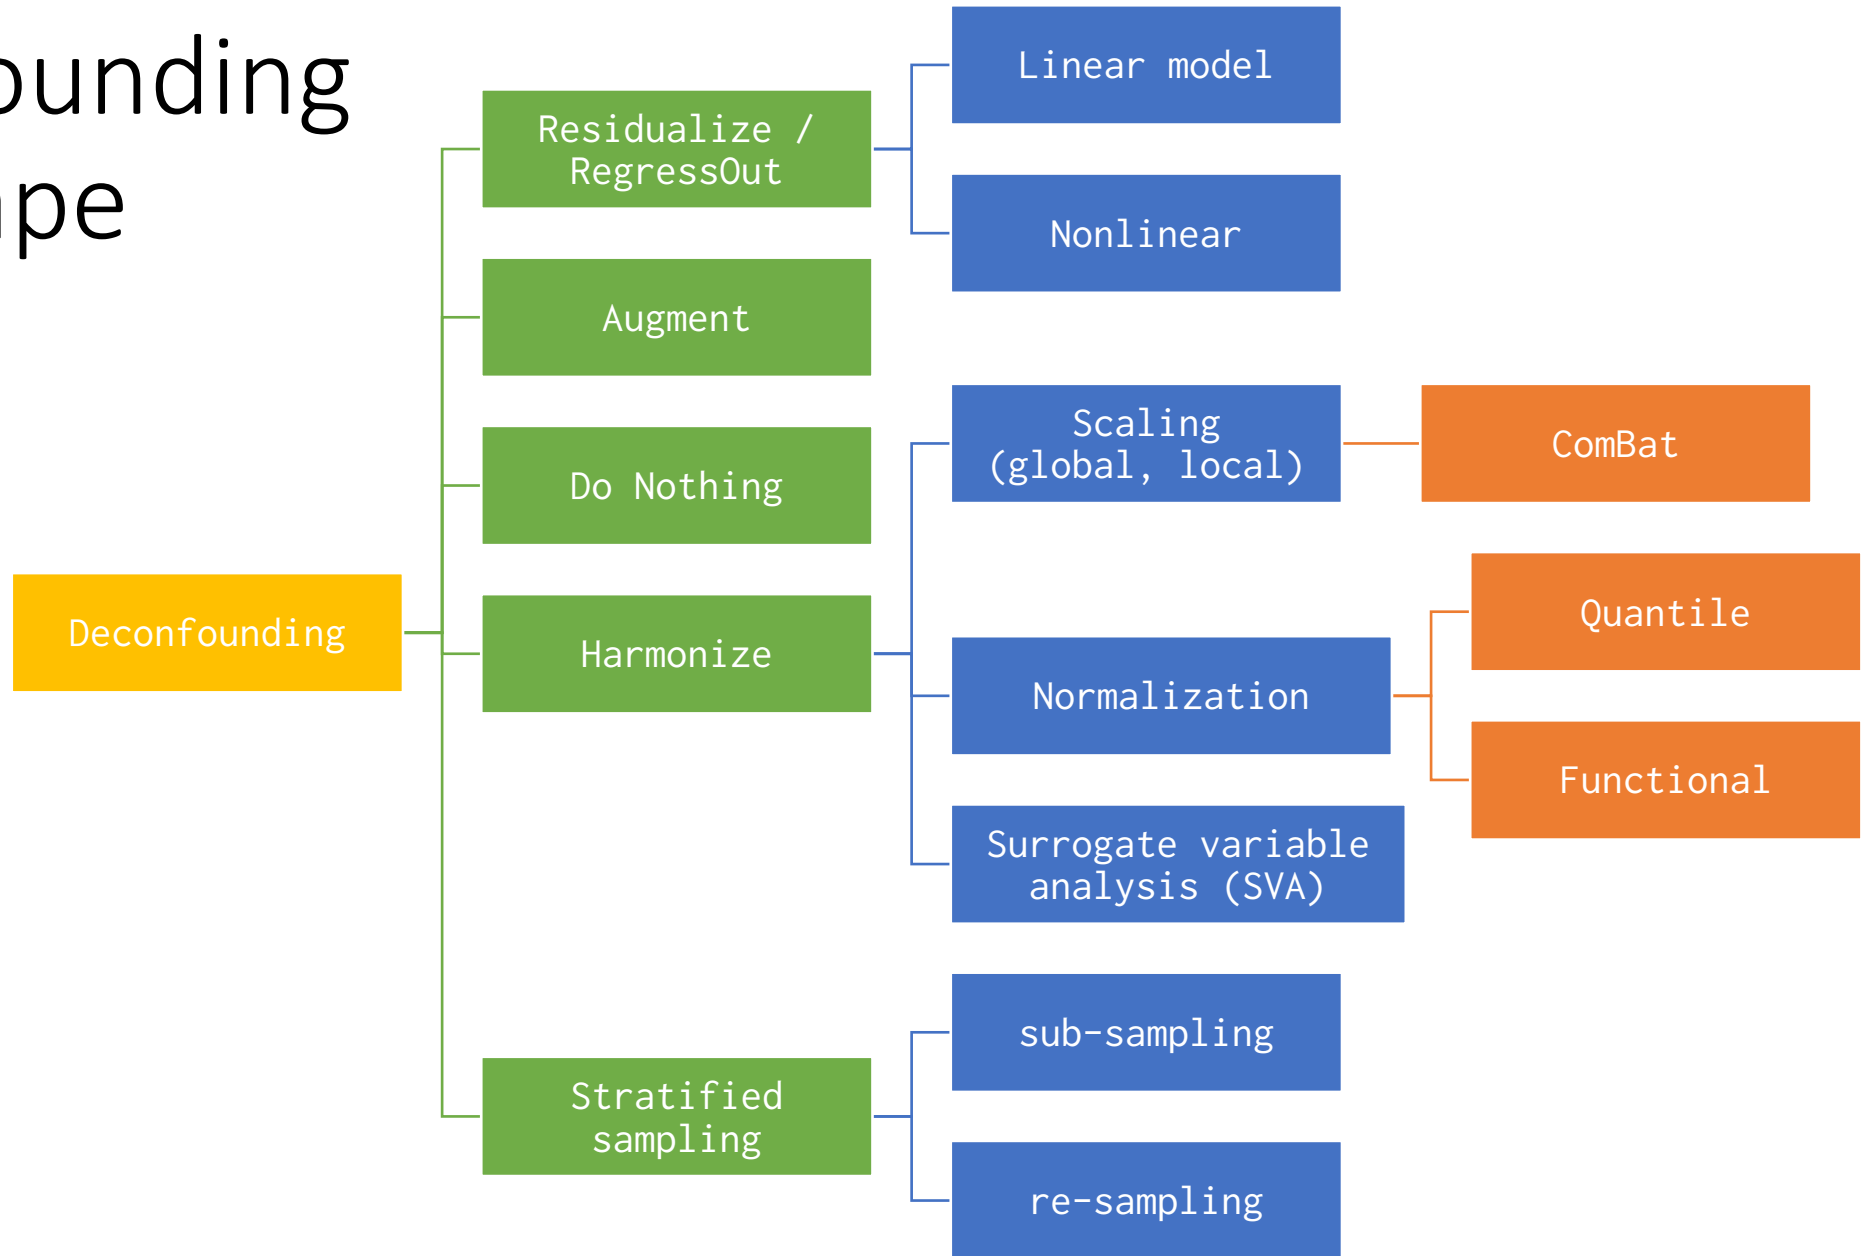 ounding
ape
Deconfounding
Residualize /
RegressOut
Linear model
Nonlinear
Augment
Do Nothing
Harmonize
Scaling
(global, local)
ComBat
Normalization
Quantile
Functional
Surrogate variable
analysis (SVA)
Stratified
sampling
sub-sampling
re-sampling